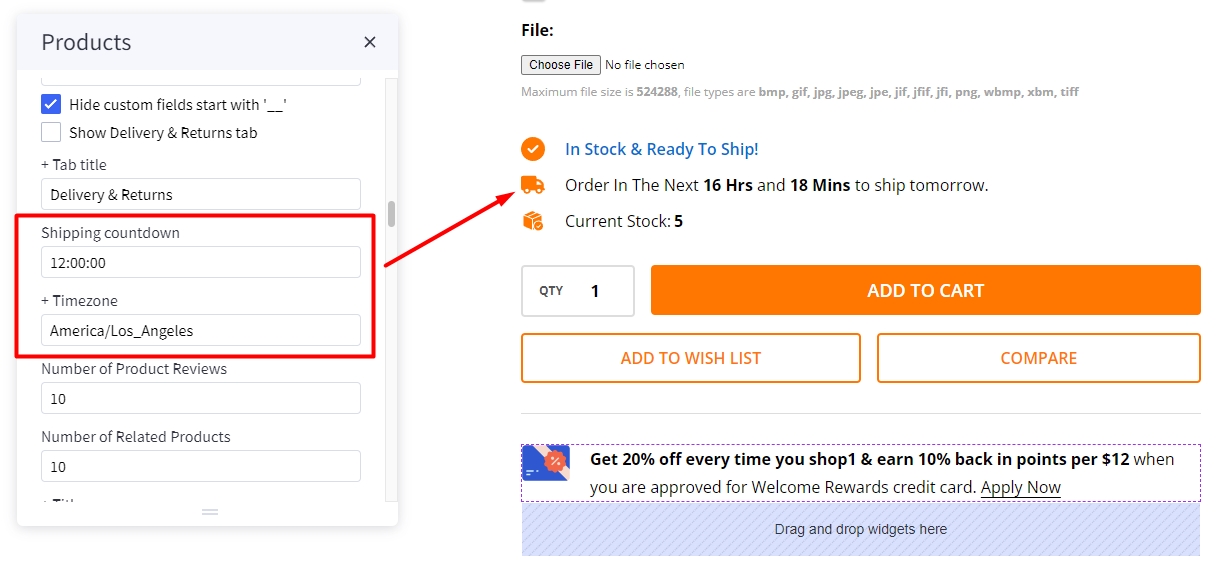 Products
Hide custom fields start with '__'
Show Delivery & Returns tab
+ Tab title
Delivery & Returns
Shipping countdown
12:00:00
+ Timezone
America/Los_Angeles
Number of Product Reviews
10
Number of Related Products
10
File:
Choose File No file chosen
Maximum file size is 524288, file types are bmp, gif, jpg, jpeg, jpe, jif, jfif, jfi, png, wbmp, xbm, tiff
In Stock & Ready To Ship!
Order In The Next 16 Hrs and 18 Mins to ship tomorrow.
Current Stock: 5
QTY 1
ADD TO CART
ADD TO WISH LIST
COMPARE
Get 20% off every time you shop1 & earn 10% back in points per $12 when
you are approved for Welcome Rewards credit card. Apply Now
Drag and drop widgets here